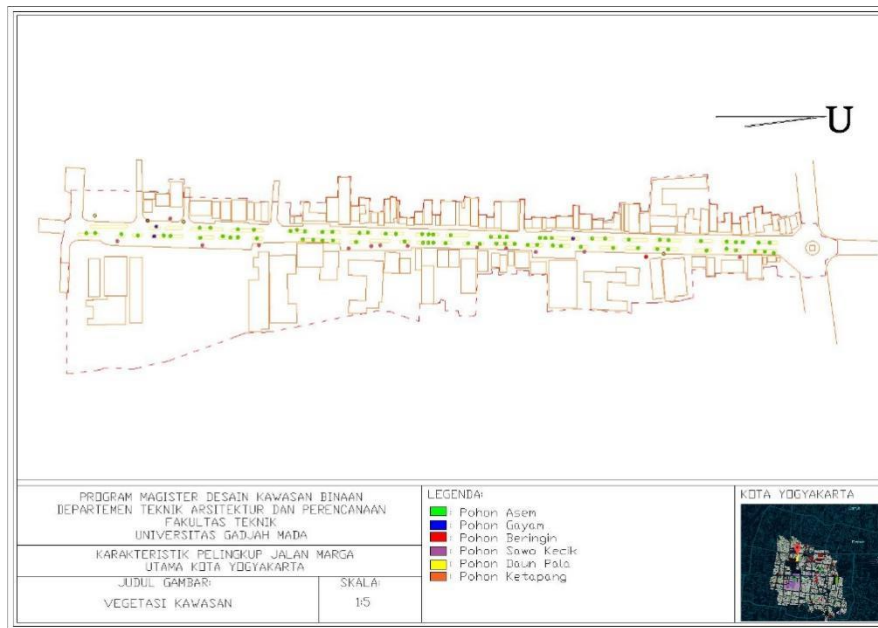 U
PROGRAM MAGISTER DESAIN KAWASAN BINAAN
DEPARTEMEN TEKNIK ARSITEKTUR DAN PERENCANAAN
FAKULTAS TEKNIK
UNIVERSITAS GADJAH MADA
KARAKTERISTIK PELINGKUP JALAN MARGA
UTAMA KOTA YOGYAKARTA
JUDUL GAMBAR:
VEGETASI KAWASAN
SKALA:
1:5
LEGENDA:
: Pohon Asem
: Pohon Gayam
: Pohon Beringin
: Pohon Sawo Kecik
: Pohon Daun Pala
: Pohon Ketapang
KOTA YOGYAKARTA